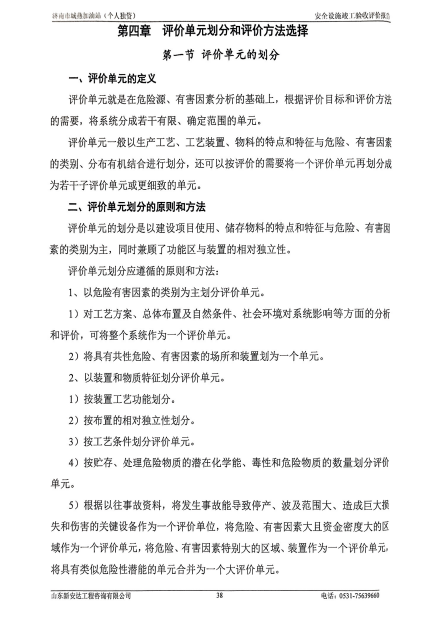 济南市城燕加油站（个人独资） 安全设施竣工验收评价报告
第四章 评价单元划分和评价方法选择
第一节 评价单元的划分
一、评价单元的定义
评价单元就是在危险源、有害因素分析的基础上，根据评价目标和评价方法
的需要，将系统分成若干有限、确定范围的单元。
评价单元一般以生产工艺、工艺装置、物料的特点和特征与危险、有害因素
的类别、分布有机结合进行划分，还可以按评价的需要将一个评价单元再划分成
为若干子评价单元或更细致的单元。
二、评价单元划分的原则和方法
评价单元的划分是以建设项目使用、储存物料的特点和特征与危险、有害因
素的类别为主，同时兼顾了功能区与装置的相对独立性。
评价单元划分应遵循的原则和方法：
1、以危险有害因素的类别为主划分评价单元。
1）对工艺方案、总体布置及自然条件、社会环境对系统影响等方面的分析
和评价，可将整个系统作为一个评价单元。
2）将具有共性危险、有害因素的场所和装置划为一个单元。
2、以装置和物质特征划分评价单元。
1）按装置工艺功能划分。
2）按布置的相对独立性划分。
3）按工艺条件划分评价单元。
4）按贮存、处理危险物质的潜在化学能、毒性和危险物质的数量划分评价
单元。
5）根据以往事故资料，将发生事故能导致停产、波及范围大、造成巨大损
失和伤害的关键设备作为一个评价单位，将危险、有害因素大且资金密度大的区
域作为一个评价单元，将危险、有害因素特别大的区域、装置作为一个评价单元，
将具有类似危险性潜能的单元合并为一个大评价单元。
山东新安达工程咨询有限公司 38 电话：0531-75639660